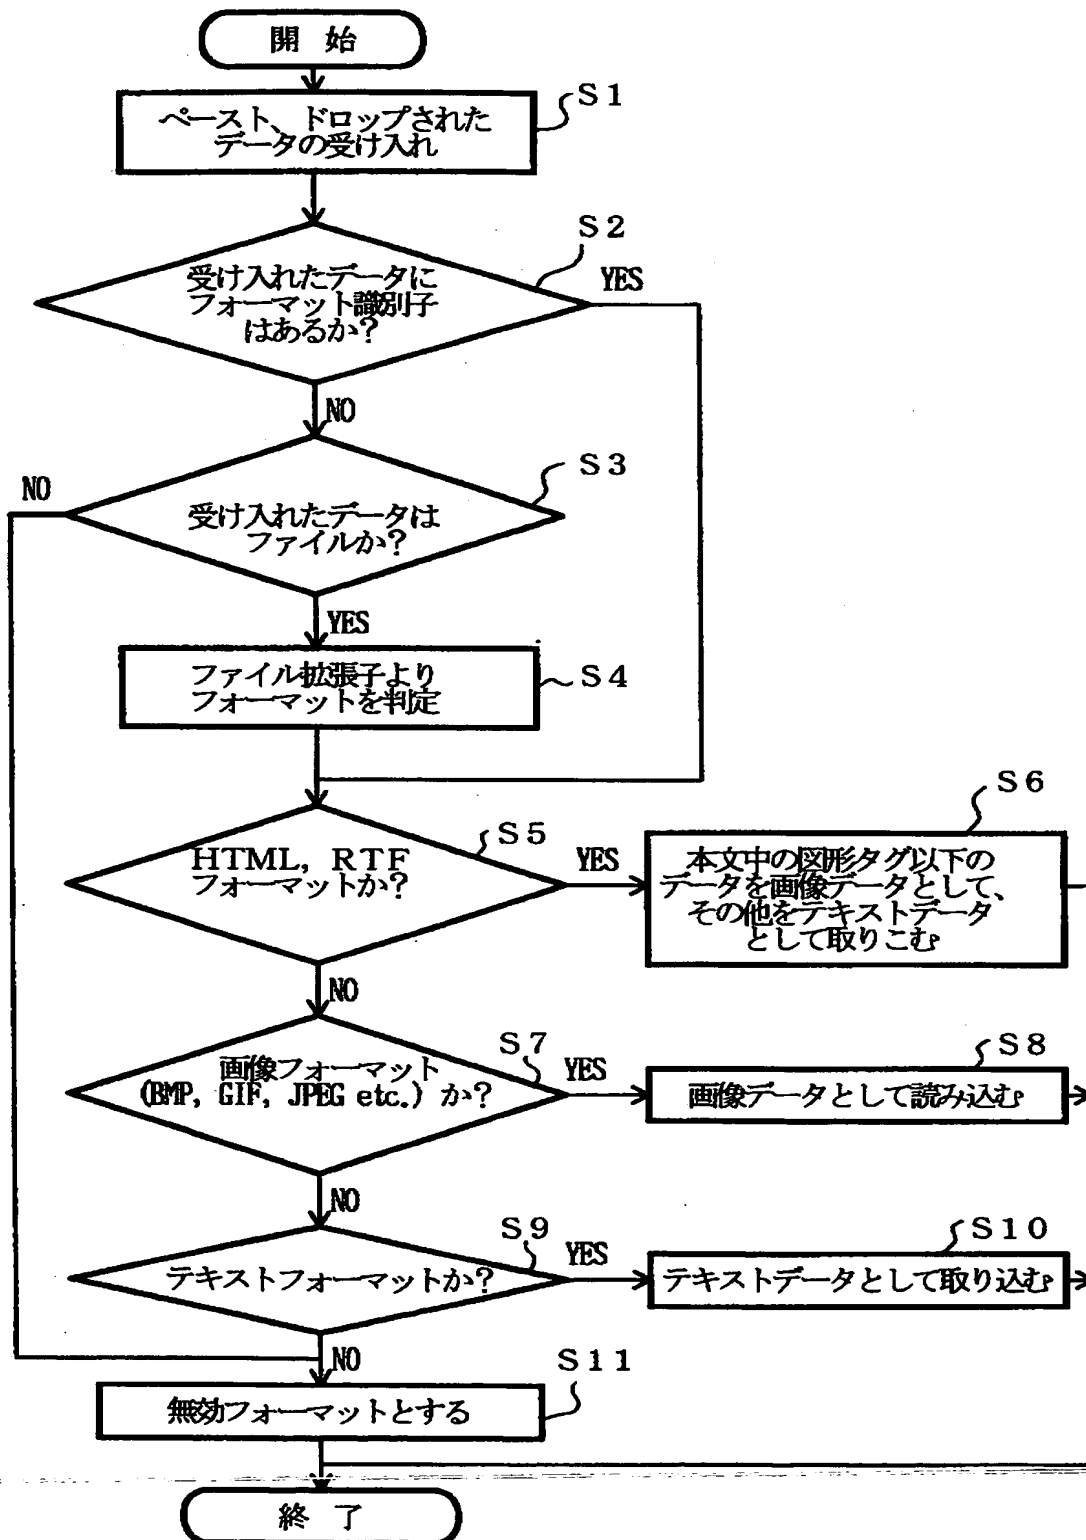 開 始
S1
ペースト、ドロップされた
データの受け入れ
S2
受け入れたデータに
フォーマット識別子
はあるか?
YES
NO
S3
NO
受け入れたデータは
ファイルか?
YES
ファイル拡張子より
フォーマットを判定
S4
S5
HTML, RTF
フォーマットか?
YES
S6
本文中の図形タグ以下の
データを画像データとして、
その他をテキストデータ
として取りこむ
NO
S7
画像フォーマット
(BMP, GIF, JPEG etc.) か?
YES
S8
画像データとして読み込む
NO
S9
テキストフォーマットか?
YES
S10
テキストデータとして取り込む
NO
S11
無効フォーマットとする
終 了